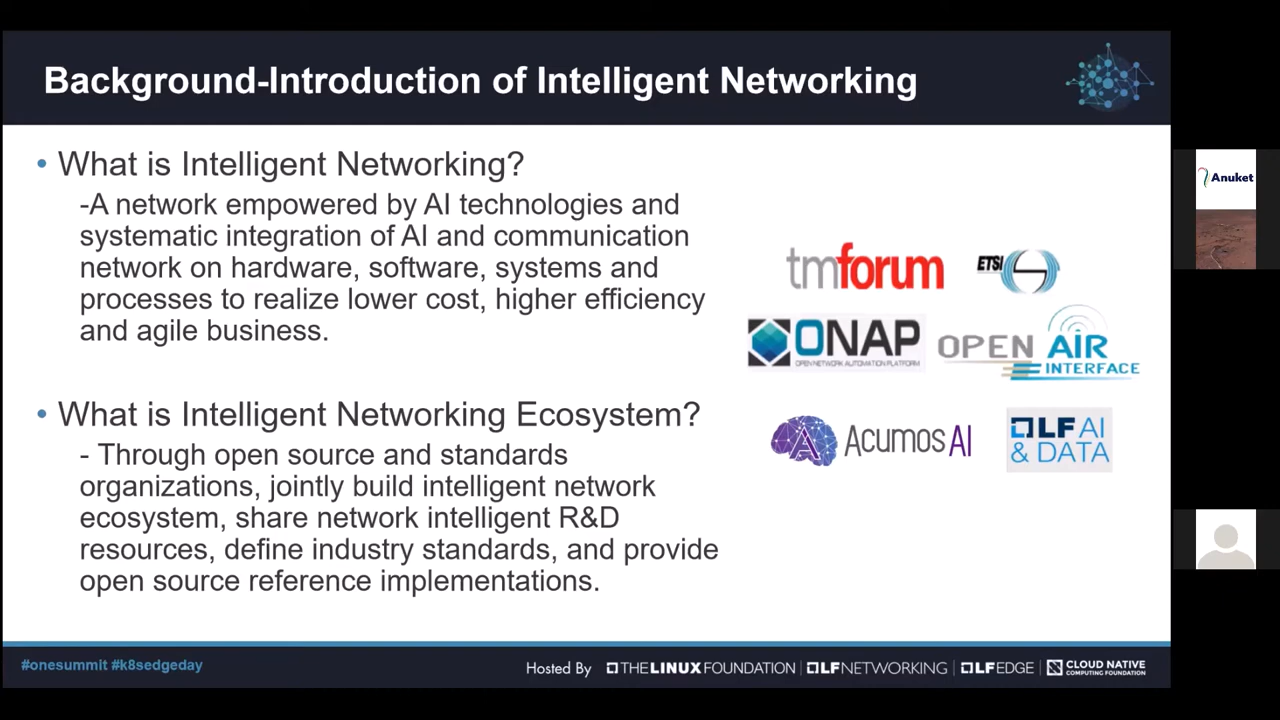 Background-Introduction of Intelligent Networking
• What is Intelligent Networking?
-A network empowered by AI technologies and
systematic integration of AI and communication
network on hardware, software, systems and
processes to realize lower cost, higher efficiency
and agile business.
• What is Intelligent Networking Ecosystem?
- Through open source and standards
organizations, jointly build intelligent network
ecosystem, share network intelligent R&D
resources, define industry standards, and provide
open source reference implementations.
tmforum
ETSI
ONAP
OPEN NETWORK AUTOMATION PLATFORM
OPEN AIR
INTERFACE
Acumos AI
LF AI
& DATA
Anuket
#onesummit #k8sedgeday
Hosted By
THE LINUX FOUNDATION
LF NETWORKING
LF EDGE
CLOUD NATIVE
COMPUTING FOUNDATION